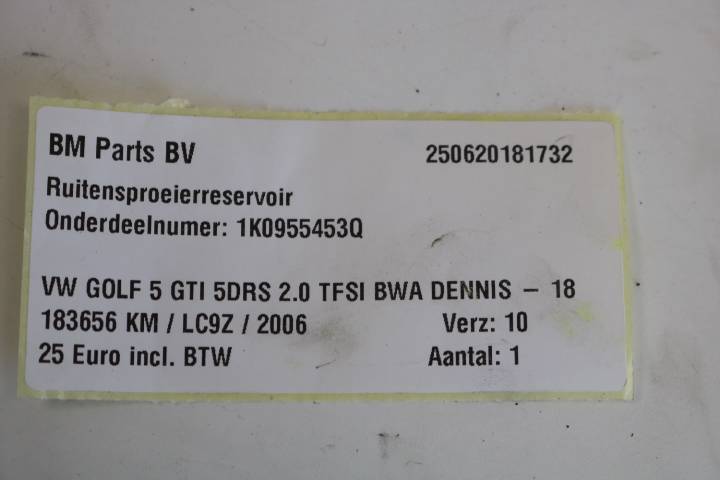 BM Parts BV 250620181732
Ruitensproeierreservoir
Onderdeelnumer: 1K0955453Q
VW GOLF 5 GTI 5DRS 2.0 TFSI BWA DENNIS – 18
183656 KM / LC9Z / 2006 Verz: 10
25 Euro incl. BTW Aantal: 1